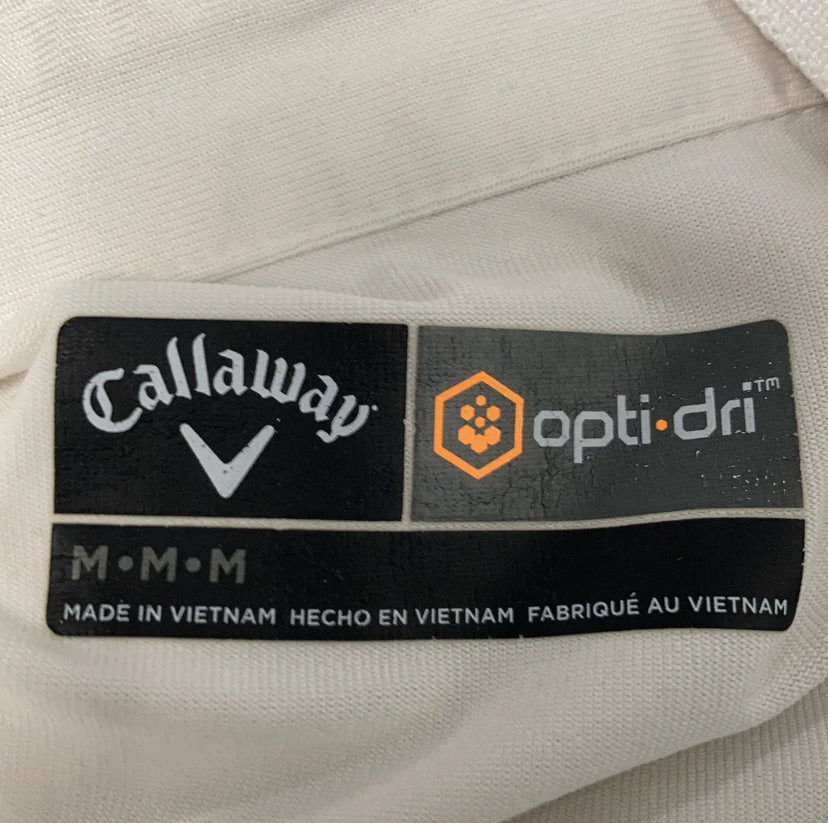 Callaway
opti·dri™
M•M•M
MADE IN VIETNAM HECHO EN VIETNAM FABRIQUÉ AU VIETNAM